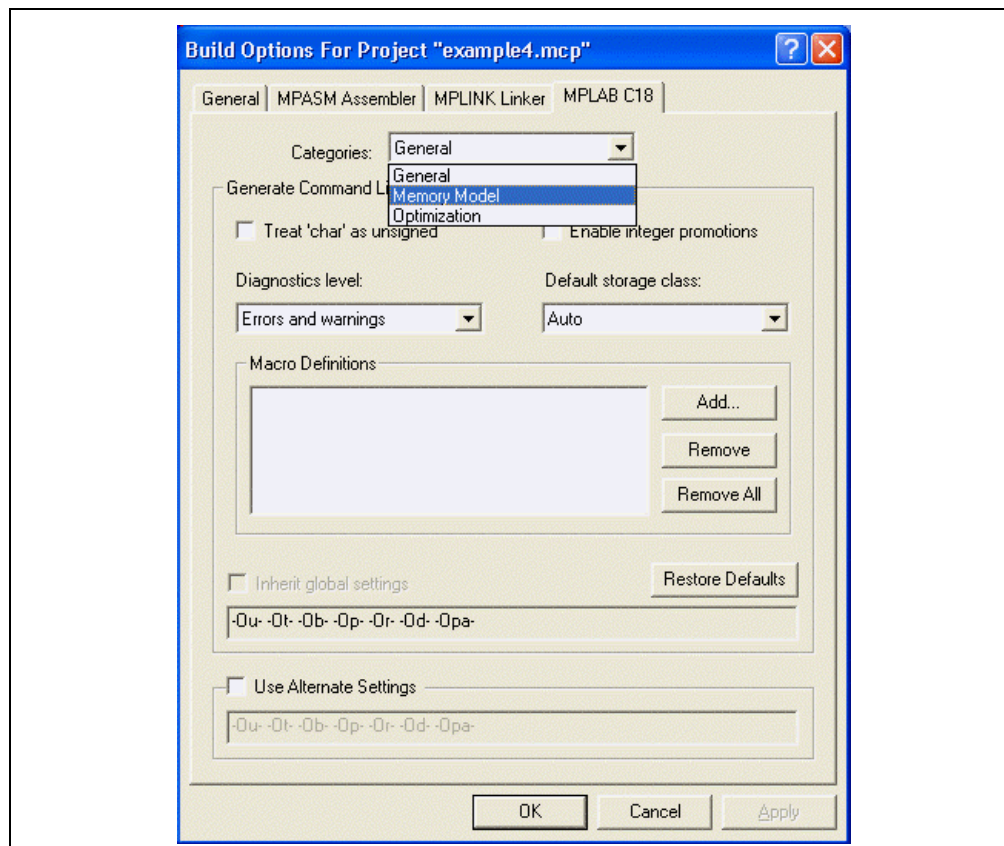 Build Options For Project "example4.mcp"
General MPASM Assembler MPLINK Linker MPLAB C18
Categories: General
General
Generate Command Li
Memory Model
Optimization
Treat 'char' as unsigned Enable integer promotions
Diagnostics level: Default storage class:
Errors and warnings Auto
Macro Definitions
Add...
Remove
Remove All
Inherit global settings Restore Defaults
-Ou- -Ot- -Ob- -Op- -Or- -Od- -Opa-
Use Alternate Settings
-Ou- -Ot- -Ob- -Op- -Or- -Od- -Opa-
OK Cancel Apply